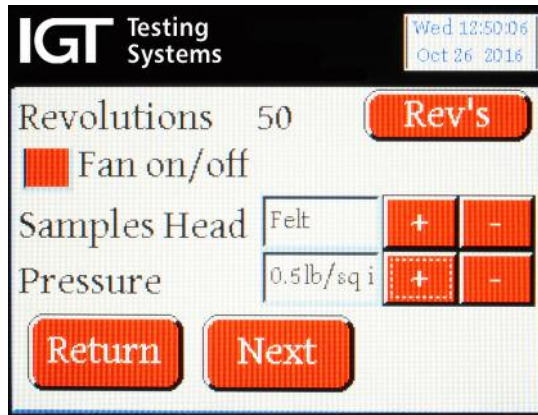 IGT Testing Systems
Wed 12:50:06
Oct 26 2016
Revolutions 50 Rev's
Fan on/off
Samples Head Felt + -
Pressure 0.5lb/sq i + -
Return Next